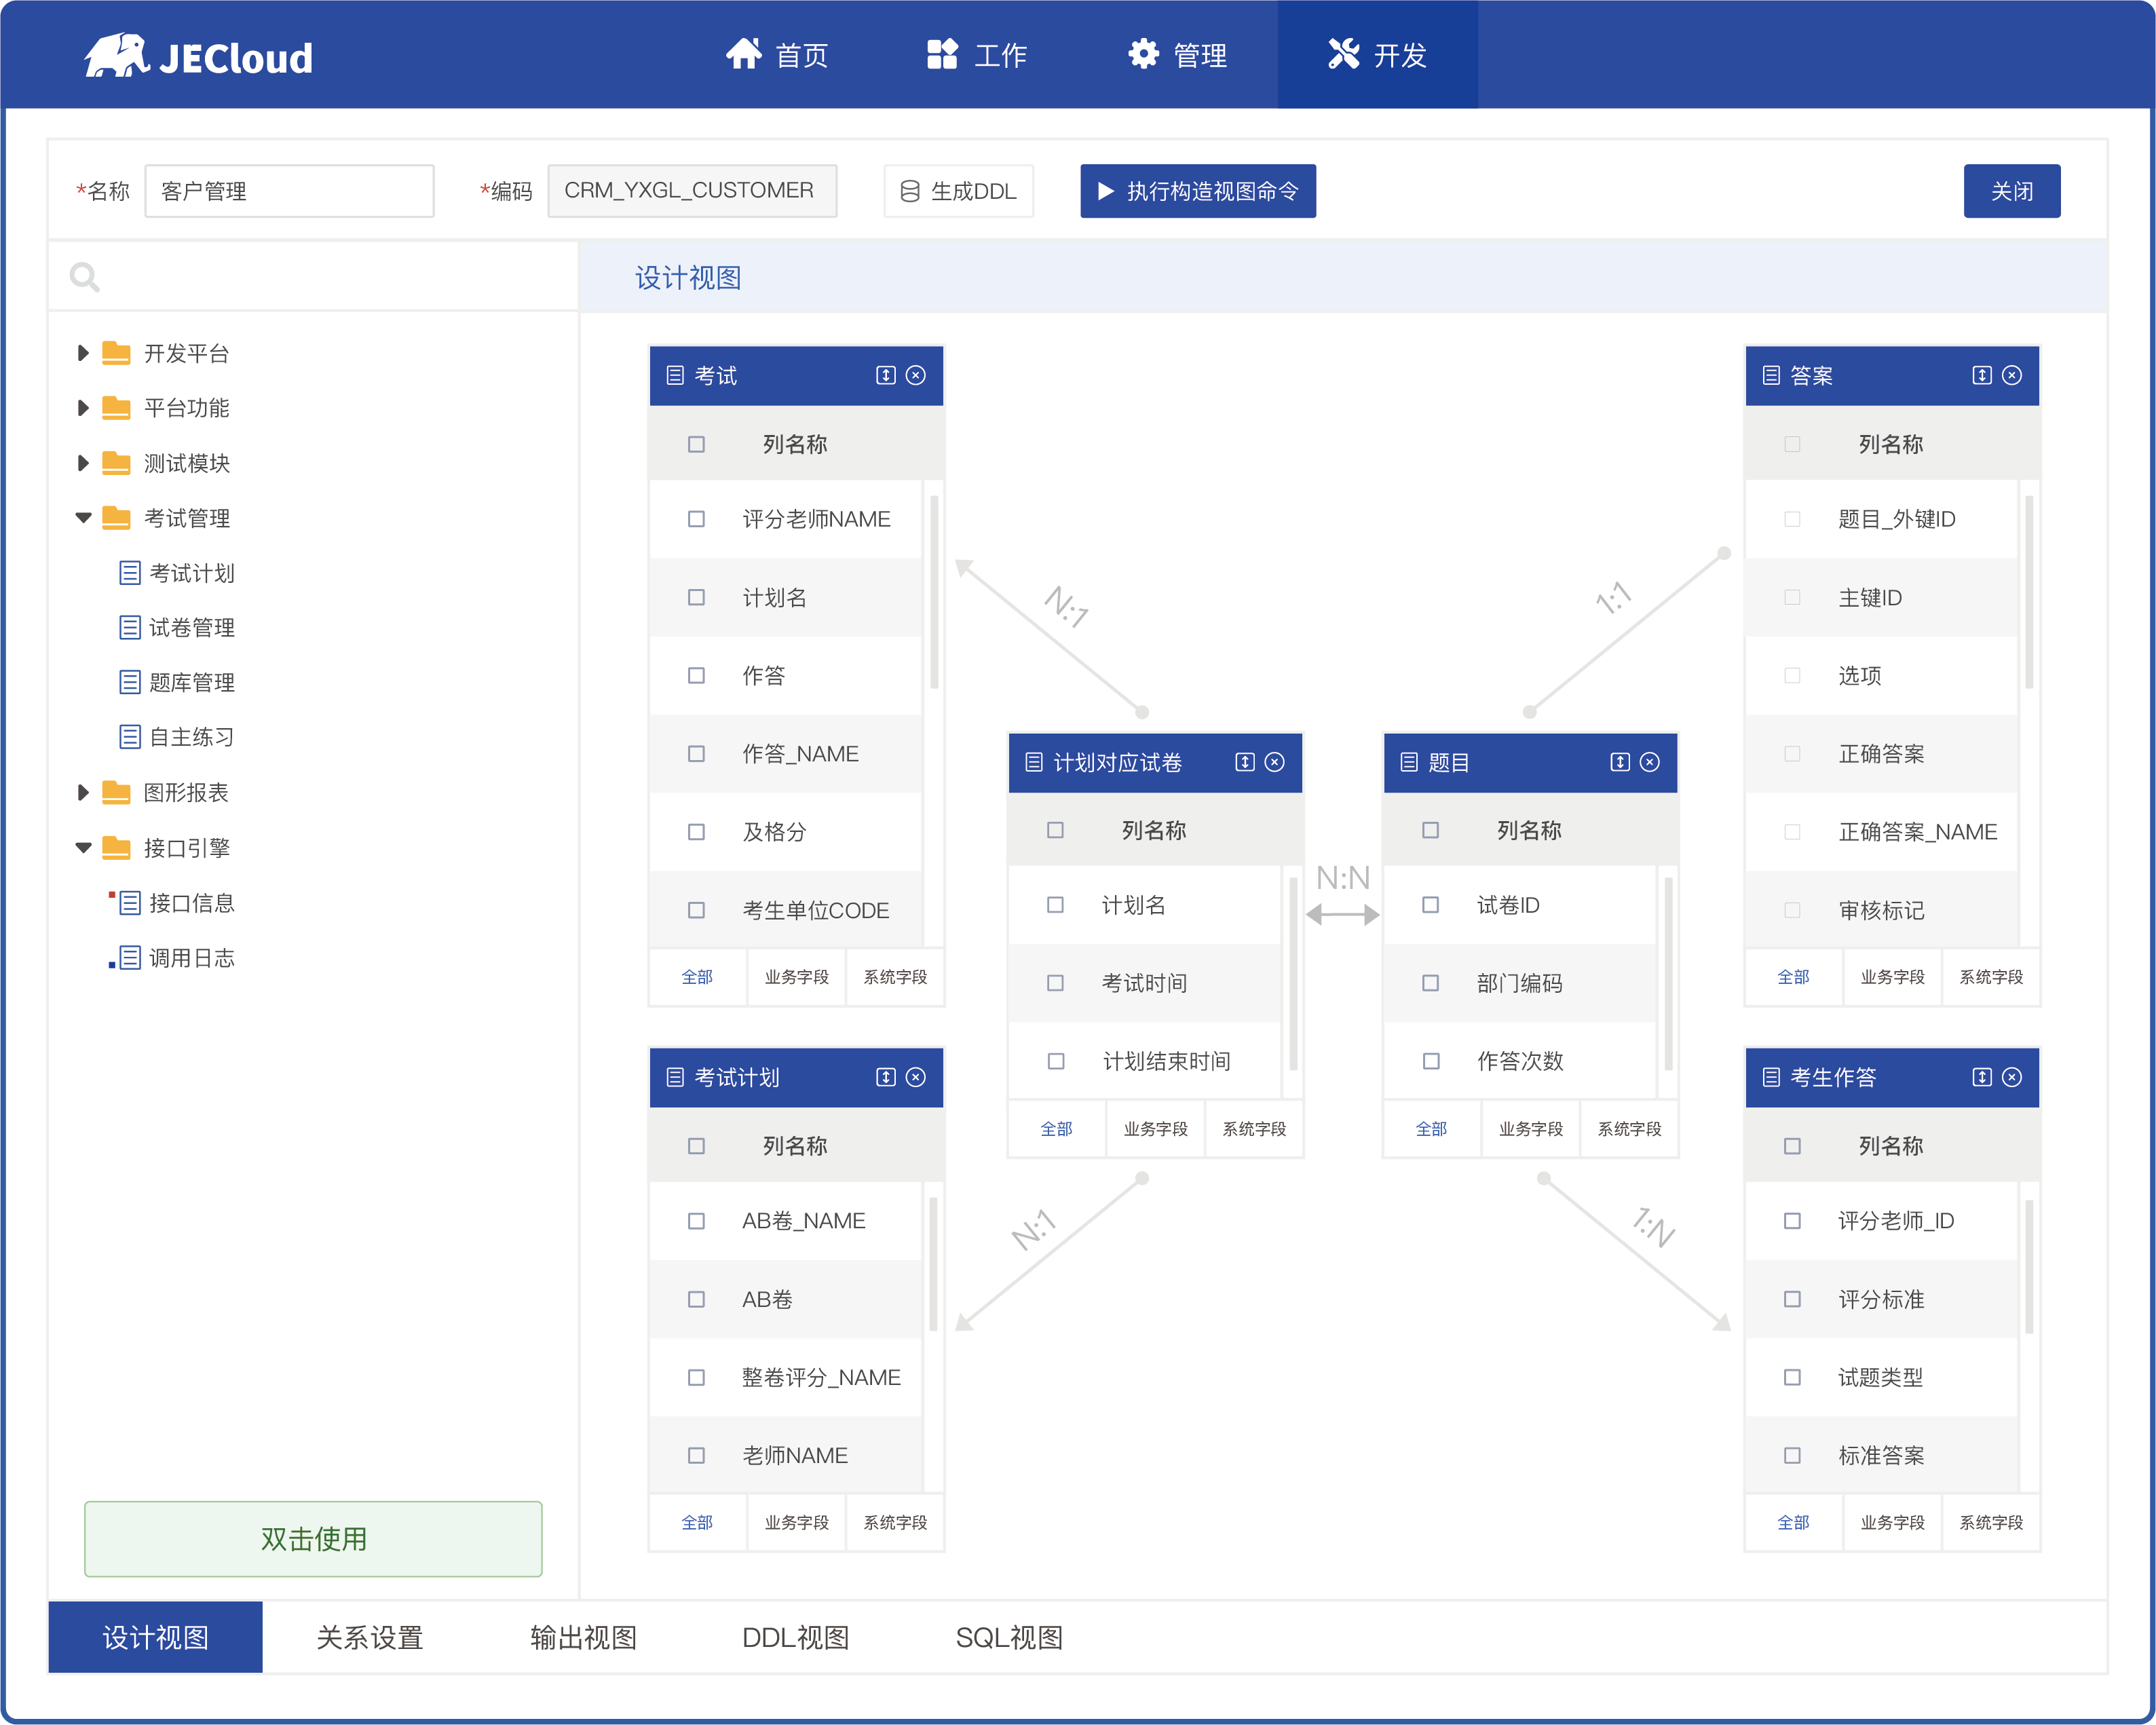 JECloud
首页
工作
管理
开发
*名称
客户管理
*编码
CRM_YXGL_CUSTOMER
生成DDL
执行构造视图命令
关闭
设计视图
开发平台
平台功能
测试模块
考试管理
考试计划
试卷管理
题库管理
自主练习
图形报表
接口引擎
接口信息
调用日志
双击使用
考试
列名称
评分老师NAME
计划名
作答
作答_NAME
及格分
考生单位CODE
全部
业务字段
系统字段
考试计划
列名称
AB卷_NAME
AB卷
整卷评分_NAME
老师NAME
全部
业务字段
系统字段
N:1
N:1
计划对应试卷
列名称
计划名
考试时间
计划结束时间
全部
业务字段
系统字段
N:N
题目
列名称
试卷ID
部门编码
作答次数
全部
业务字段
系统字段
1:1
1:N
答案
列名称
题目_外键ID
主键ID
选项
正确答案
正确答案_NAME
审核标记
全部
业务字段
系统字段
考生作答
列名称
评分老师_ID
评分标准
试题类型
标准答案
全部
业务字段
系统字段
设计视图
关系设置
输出视图
DDL视图
SQL视图